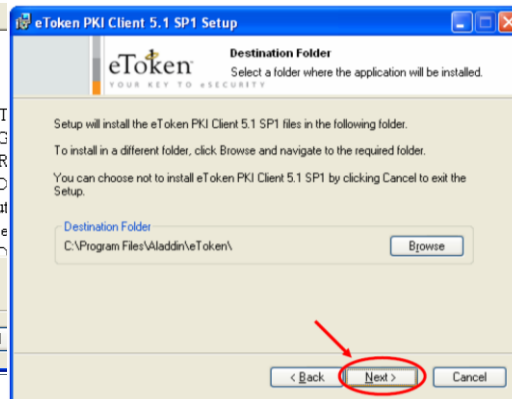 eToken PKI Client 5.1 SP1 Setup
eToken
YOUR KEY TO eSECURITY
Destination Folder
Select a folder where the application will be installed.
Setup will install the eToken PKI Client 5.1 SP1 files in the following folder.
To install in a different folder, click Browse and navigate to the required folder.
You can choose not to install eToken PKI Client 5.1 SP1 by clicking Cancel to exit the
Setup.
Destination Folder
C:\Program Files\Aladdin\eToken\
Browse
< Back
Next >
Cancel